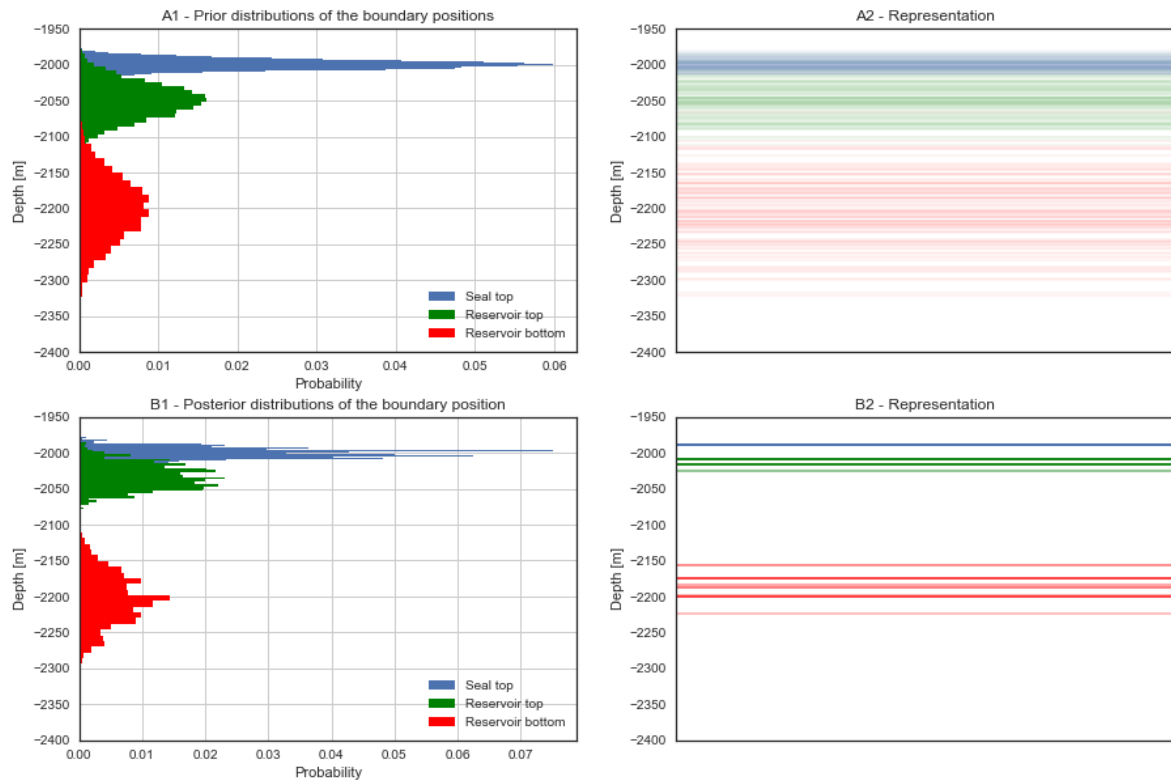 A1 - Prior distributions of the boundary positions
−1950
−2000
−2050
−2100
−2150
−2200
−2250
−2300
−2350
−2400
Depth [m]
Seal top
Reservoir top
Reservoir bottom
0.00 0.01 0.02 0.03 0.04 0.05 0.06
Probability
A2 - Representation
−1950
−2000
−2050
−2100
−2150
−2200
−2250
−2300
−2350
−2400
Depth [m]
B1 - Posterior distributions of the boundary position
−1950
−2000
−2050
−2100
−2150
−2200
−2250
−2300
−2350
−2400
Depth [m]
Seal top
Reservoir top
Reservoir bottom
0.00 0.01 0.02 0.03 0.04 0.05 0.06 0.07
Probability
B2 - Representation
−1950
−2000
−2050
−2100
−2150
−2200
−2250
−2300
−2350
−2400
Depth [m]